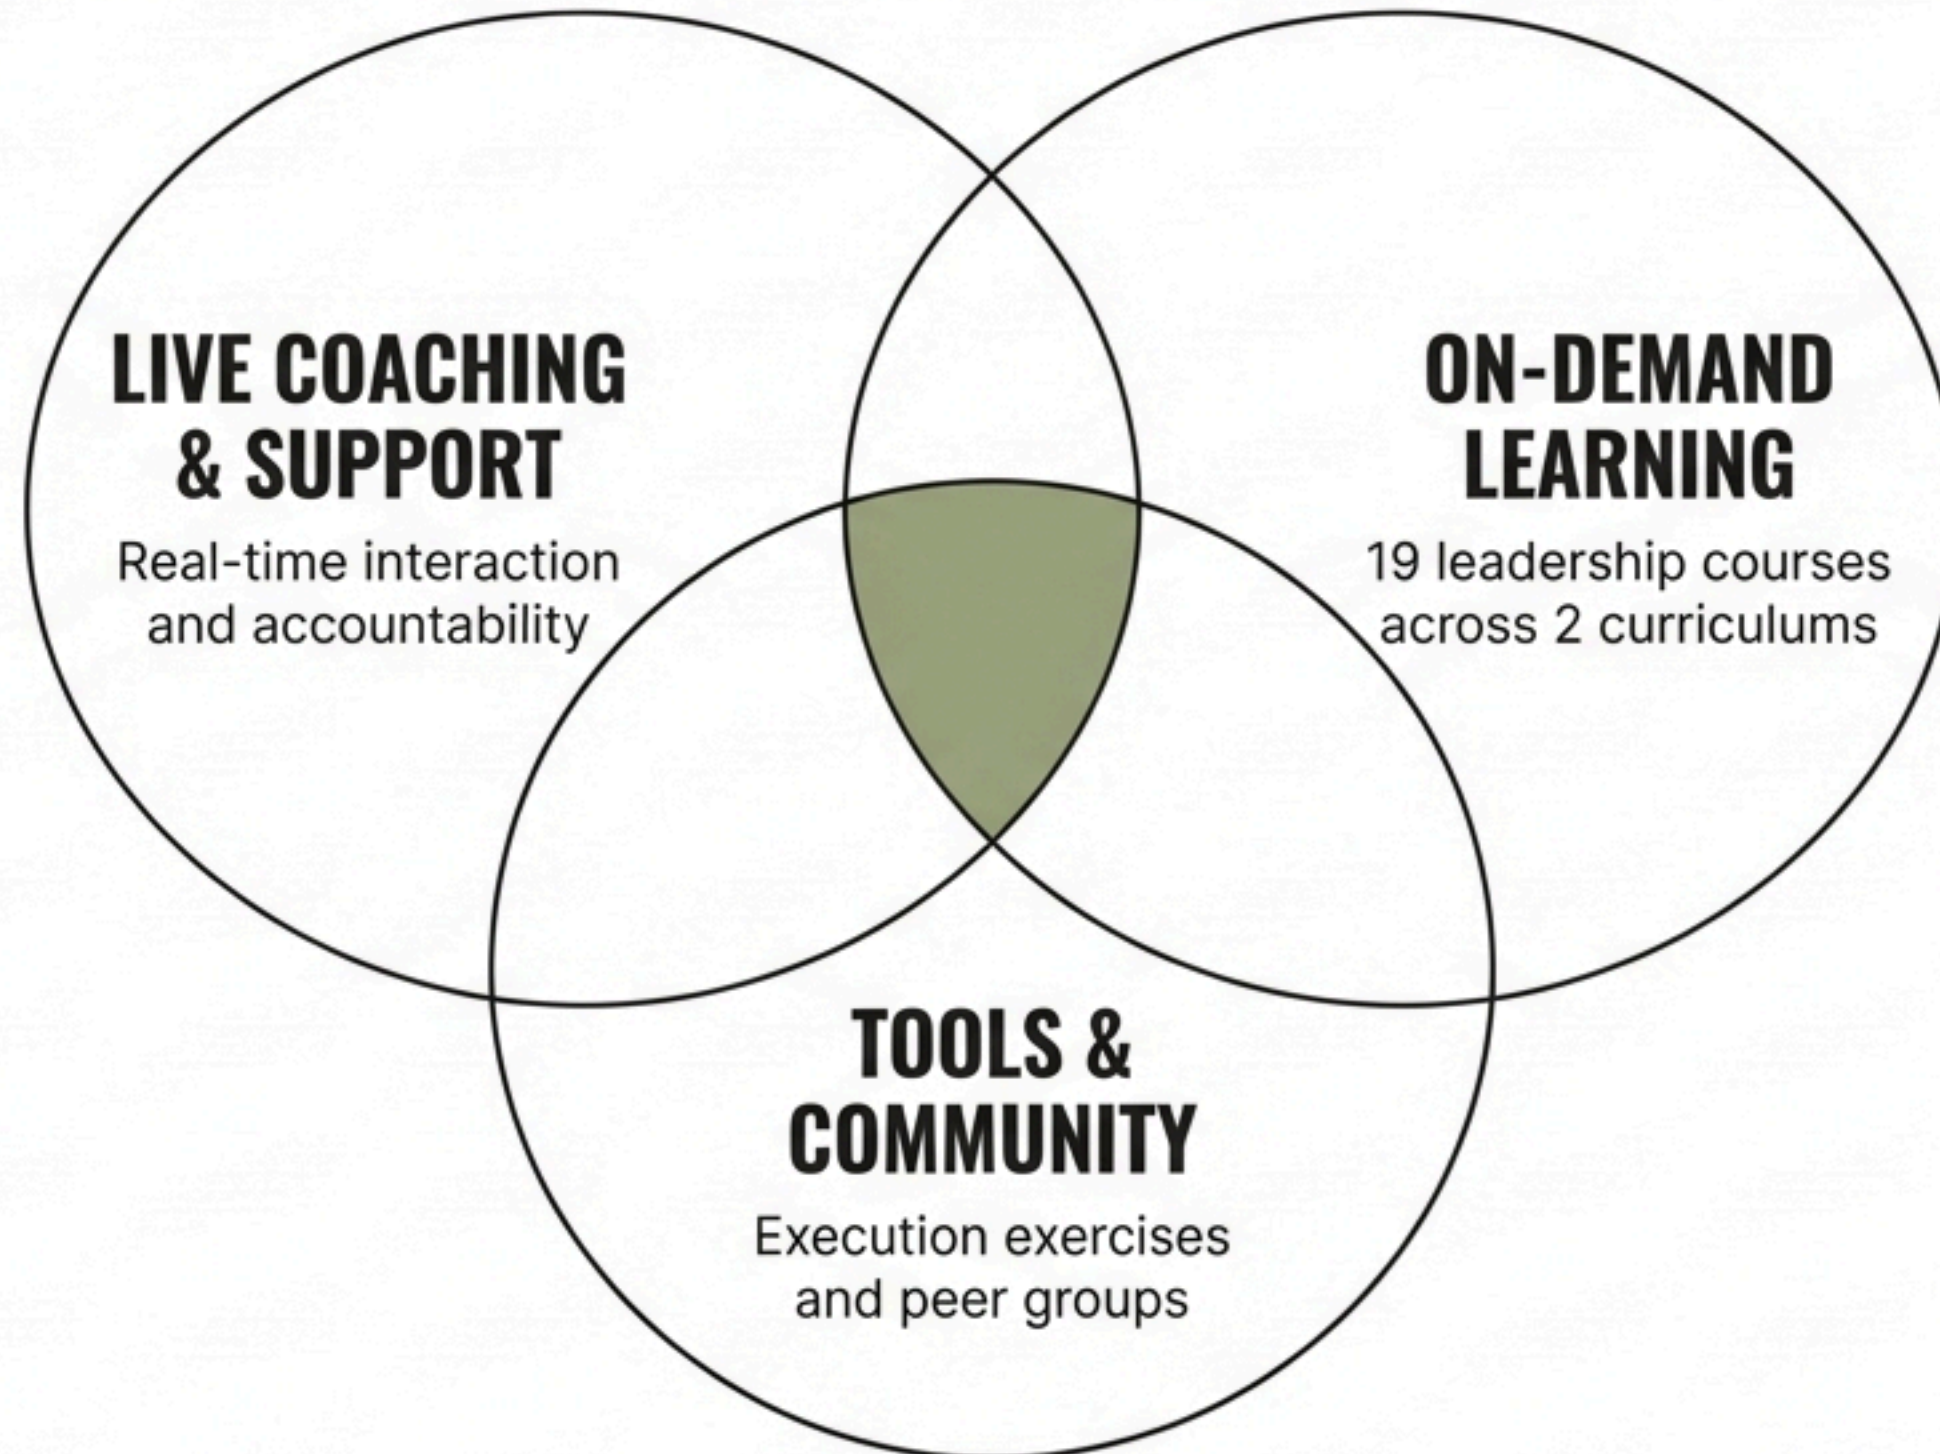 LIVE COACHING
& SUPPORT
Real-time interaction
and accountability
ON-DEMAND
LEARNING
19 leadership courses
across 2 curriculums
TOOLS &
COMMUNITY
Execution exercises
and peer groups